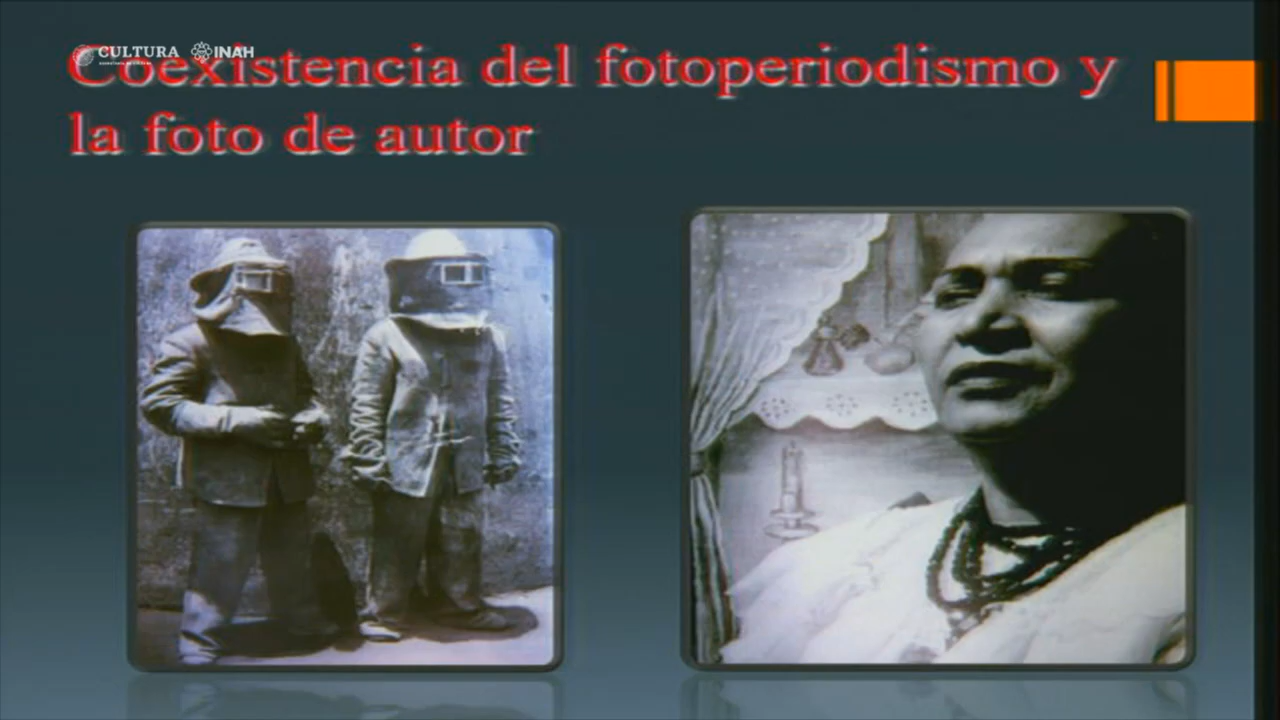 CULTURA INAH
Coexistencia del fotoperiodismo y
la foto de autor